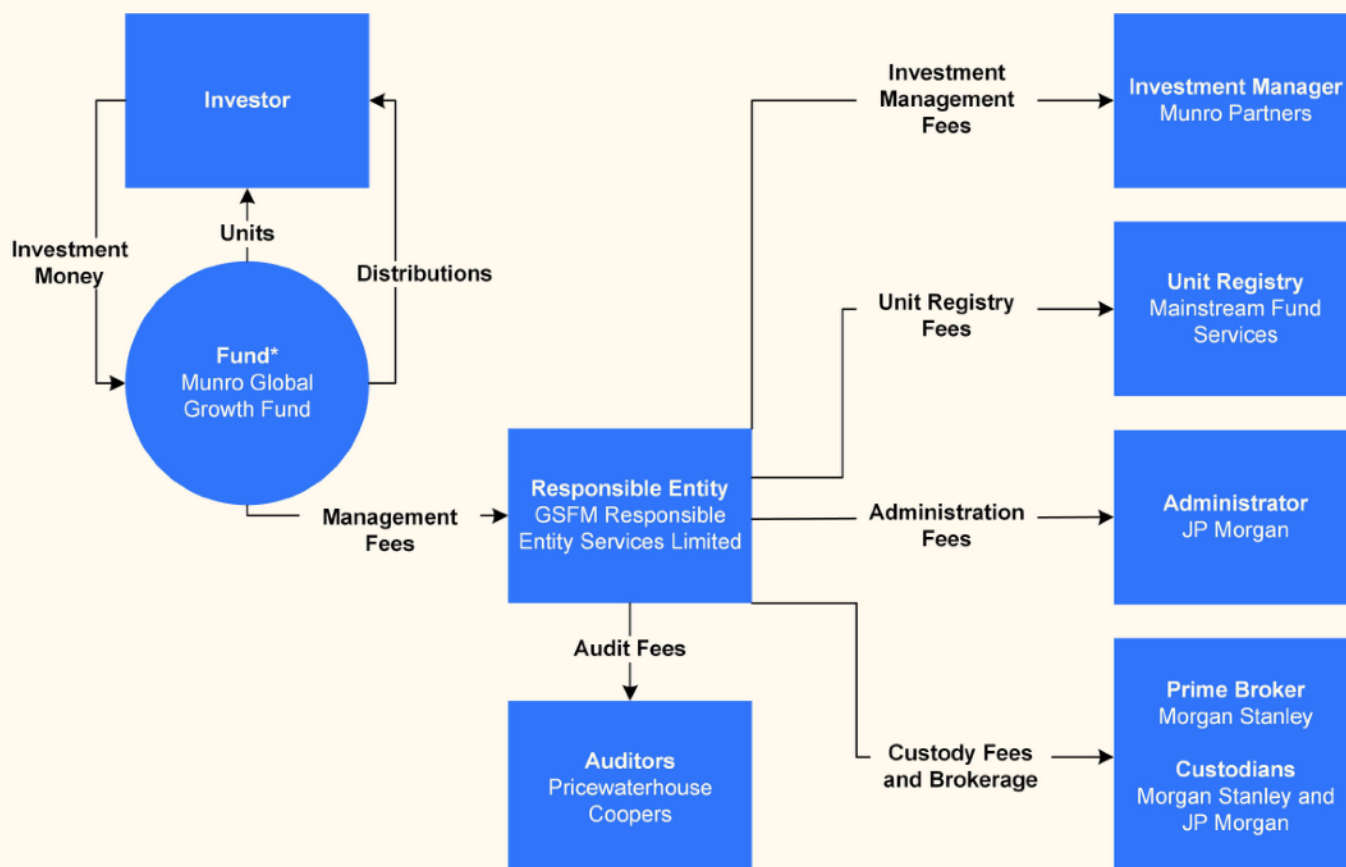 Investor
Investment
Money
Units
Distributions
Fund*
Munro Global
Growth Fund
Management
Fees
Responsible Entity
GSFM Responsible
Entity Services Limited
Audit Fees
Auditors
Pricewaterhouse
Coopers
Investment
Management
Fees
Investment Manager
Munro Partners
Unit Registry
Fees
Unit Registry
Mainstream Fund
Services
Administration
Fees
Administrator
JP Morgan
Custody Fees
and Brokerage
Prime Broker
Morgan Stanley
Custodians
Morgan Stanley and
JP Morgan